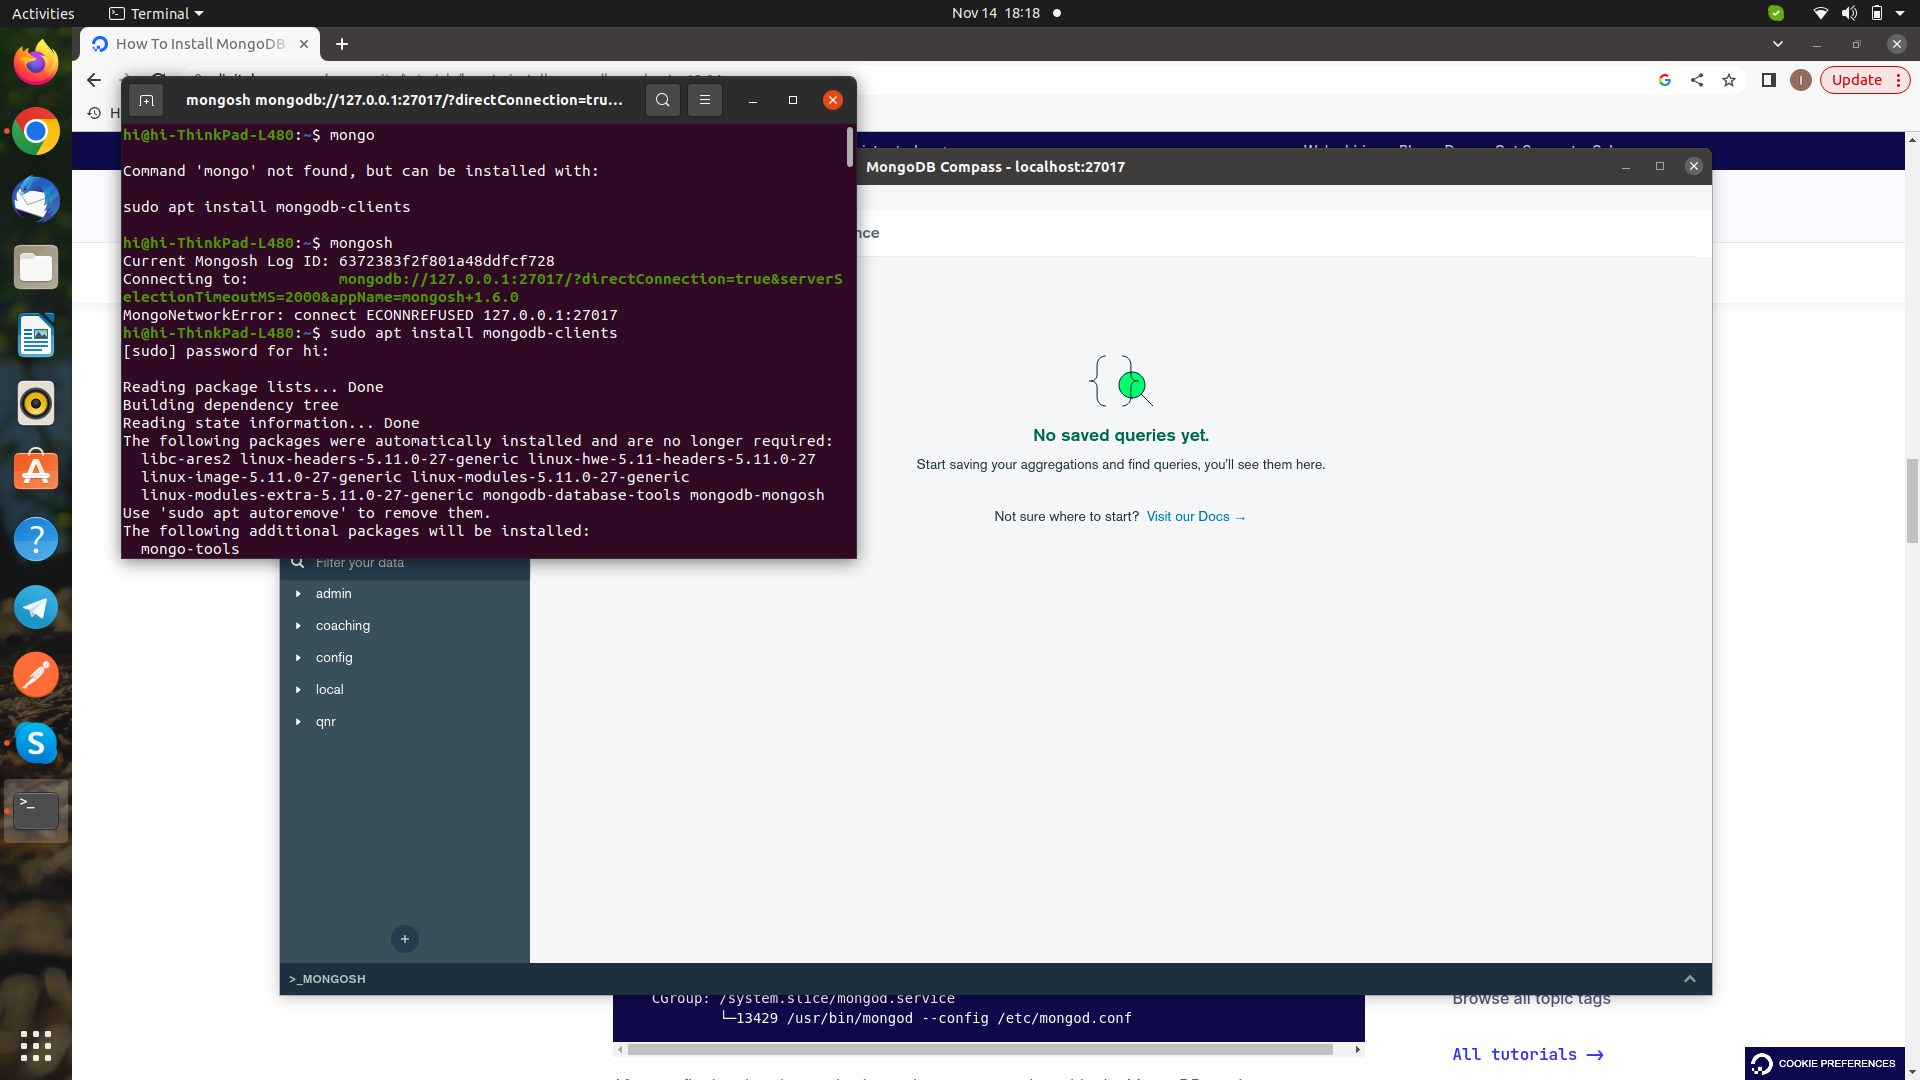 Activities
Terminal
Nov 14 18:18
How To Install MongoDB
Update
mongosh mongodb://127.0.0.1:27017/?directConnection=tru...
hi@hi-ThinkPad-L480:~$ mongo
Command 'mongo' not found, but can be installed with:
sudo apt install mongodb-clients
hi@hi-ThinkPad-L480:~$ mongosh
Current Mongosh Log ID: 6372383f2f801a48ddfcf728
Connecting to: mongodb://127.0.0.1:27017/?directConnection=true&serverS
electionTimeoutMS=2000&appName=mongosh+1.6.0
MongoNetworkError: connect ECONNREFUSED 127.0.0.1:27017
hi@hi-ThinkPad-L480:~$ sudo apt install mongodb-clients
[sudo] password for hi:
Reading package lists... Done
Building dependency tree
Reading state information... Done
The following packages were automatically installed and are no longer required:
libc-ares2 linux-headers-5.11.0-27-generic linux-hwe-5.11-headers-5.11.0-27
linux-image-5.11.0-27-generic linux-modules-5.11.0-27-generic
linux-modules-extra-5.11.0-27-generic mongodb-database-tools mongodb-mongosh
Use 'sudo apt autoremove' to remove them.
The following additional packages will be installed:
mongo-tools
MongoDB Compass - localhost:27017
nce
No saved queries yet.
Start saving your aggregations and find queries, you'll see them here.
Not sure where to start? Visit our Docs →
Filter your data
admin
coaching
config
local
qnr
+
>_MONGOSH
CGroup: /system.slice/mongod.service
└─13429 /usr/bin/mongod --config /etc/mongod.conf
Browse all topic tags
All tutorials →
COOKIE PREFERENCES